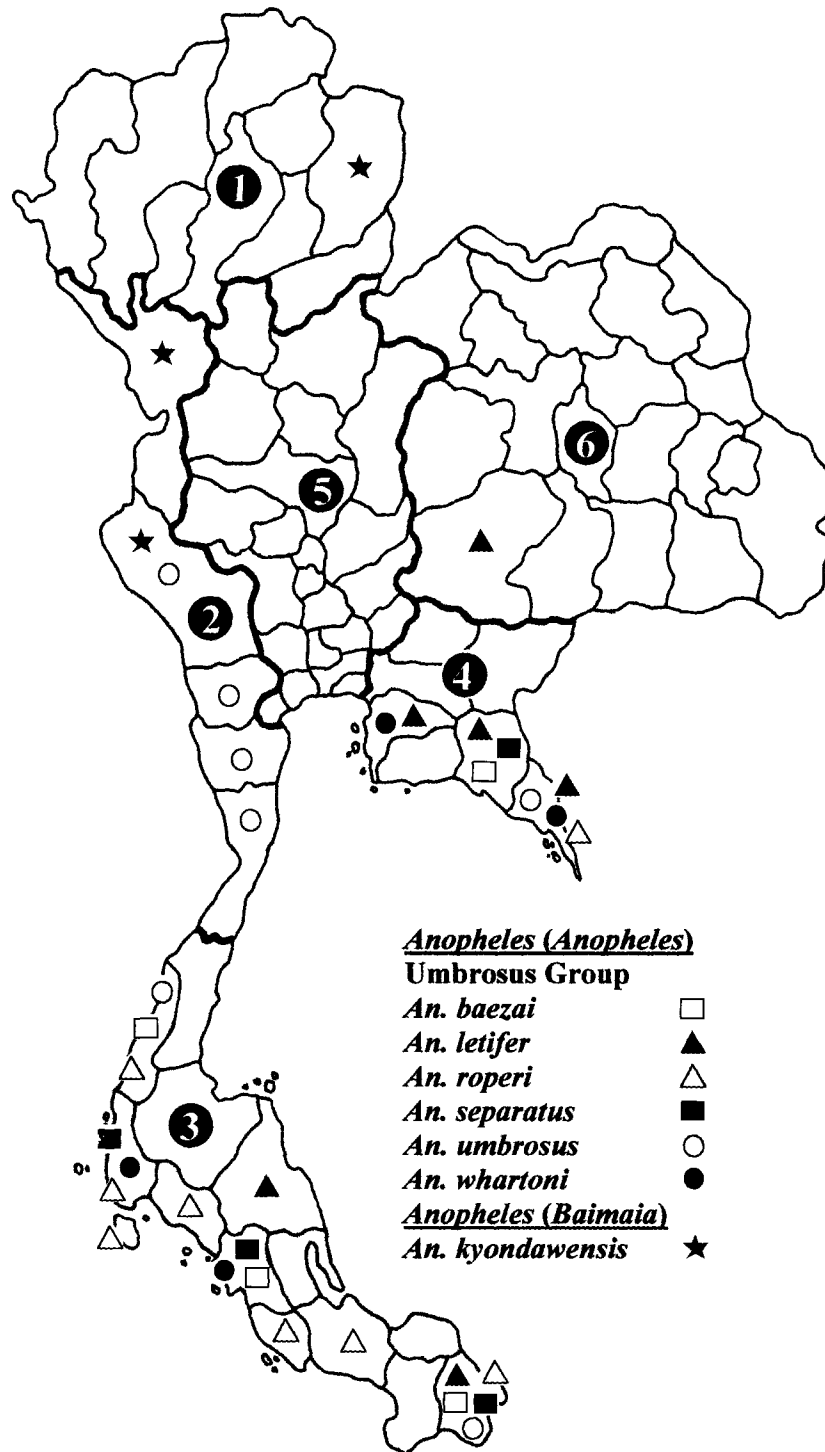 1
6
5
2
4
Anopheles (Anopheles)
Umbrosus Group
An. baezai
An. letifer
An. roperi
An. separatus
An. umbrosus
An. whartoni
Anopheles (Baimaia)
An. kyondawensis
3